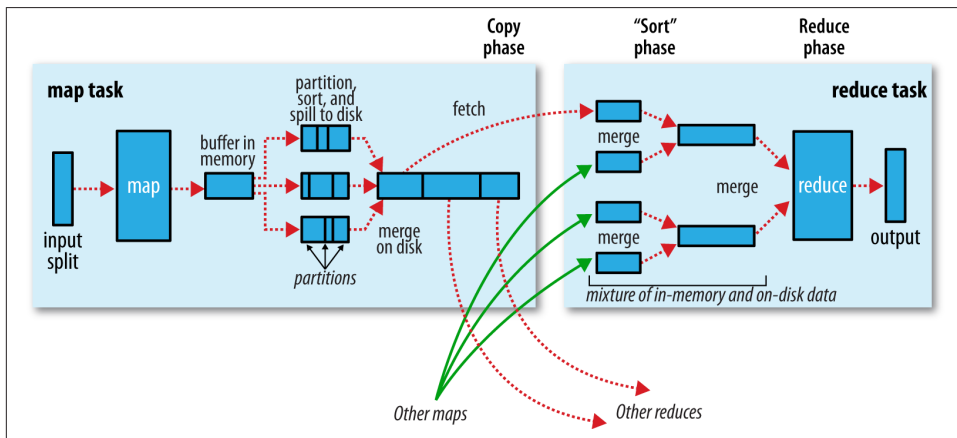 Copy
phase
“Sort”
phase
Reduce
phase
map task
partition,
sort, and
spill to disk
fetch
reduce task
buffer in
memory
merge
map
merge
reduce
input
split
merge
on disk
merge
output
partitions
mixture of in-memory and on-disk data
Other maps
Other reduces